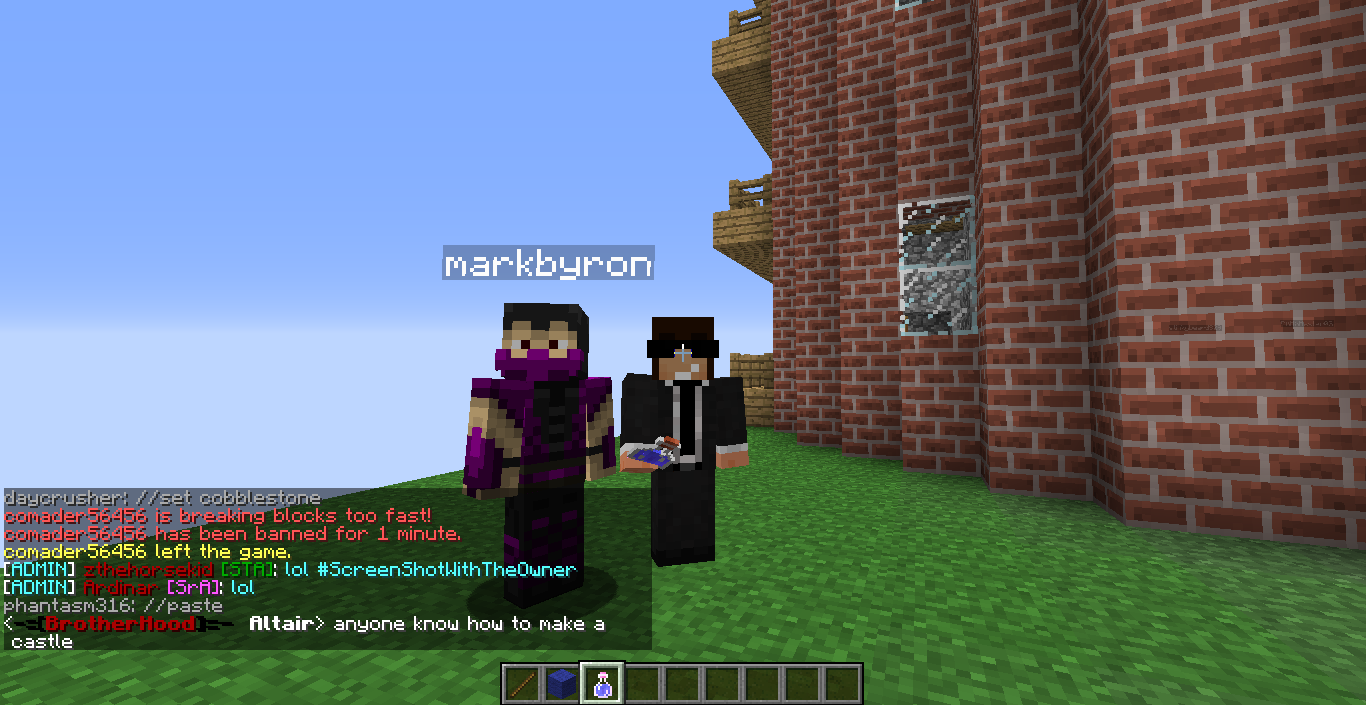 markbyron
daycrusher: //set cobblestone
comader56456 is breaking blocks too fast!
comader56456 has been banned for 1 minute.
comader56456 left the game.
[ADMIN] zthehorsekid [STA]: lol #ScreenShotWithTheOwner
[ADMIN] Ardinar [SrA]: lol
phantasm316: //paste
<-=[BrotherHood]=- Altair> anyone know how to make a
castle